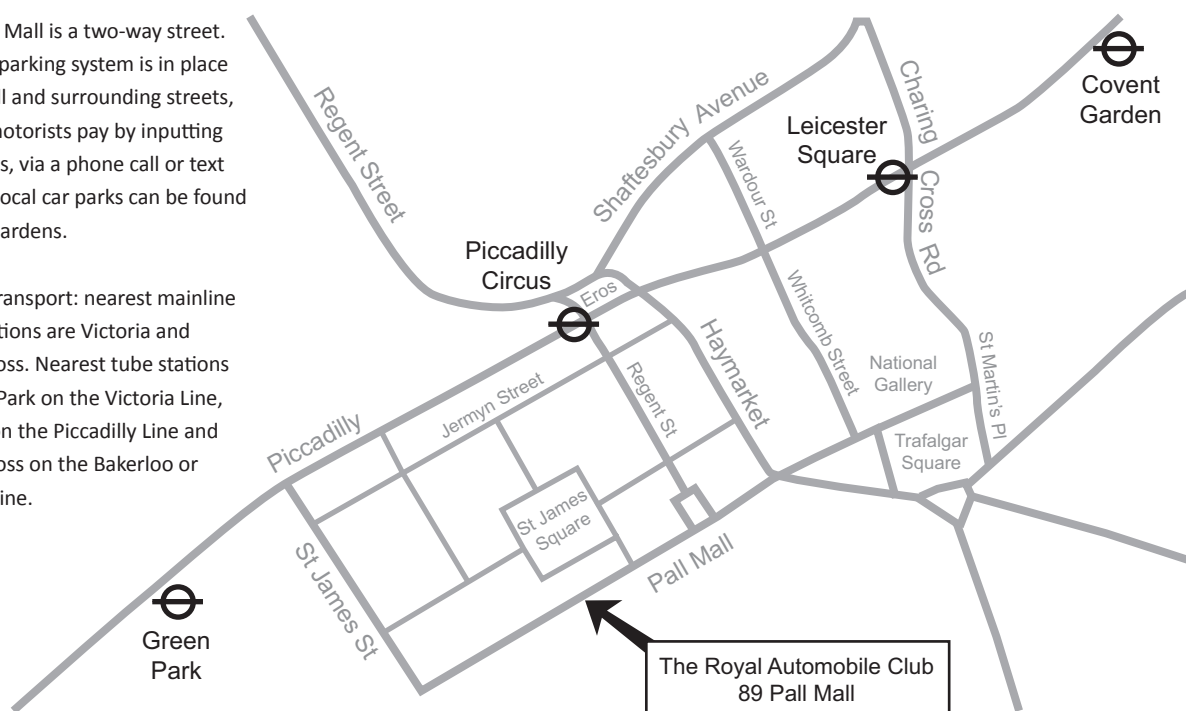 Mall is a two-way street.
parking system is in place
ll and surrounding streets,
otorists pay by inputting
s, via a phone call or text
ocal car parks can be found
ardens.
ransport: nearest mainline
tions are Victoria and
oss. Nearest tube stations
Park on the Victoria Line,
on the Piccadilly Line and
oss on the Bakerloo or
ine.
Regent Street
Shaftesbury Avenue
Charing
Cross Rd
Covent
Garden
Leicester
Square
Wardour St
Piccadilly
Circus
Eros
Whitcomb Street
Haymarket
National
Gallery
St Martin's Pl
Regent St
Jermyn Street
Piccadilly
Trafalgar
Square
St James
Square
Pall Mall
St James St
Green
Park
The Royal Automobile Club
89 Pall Mall